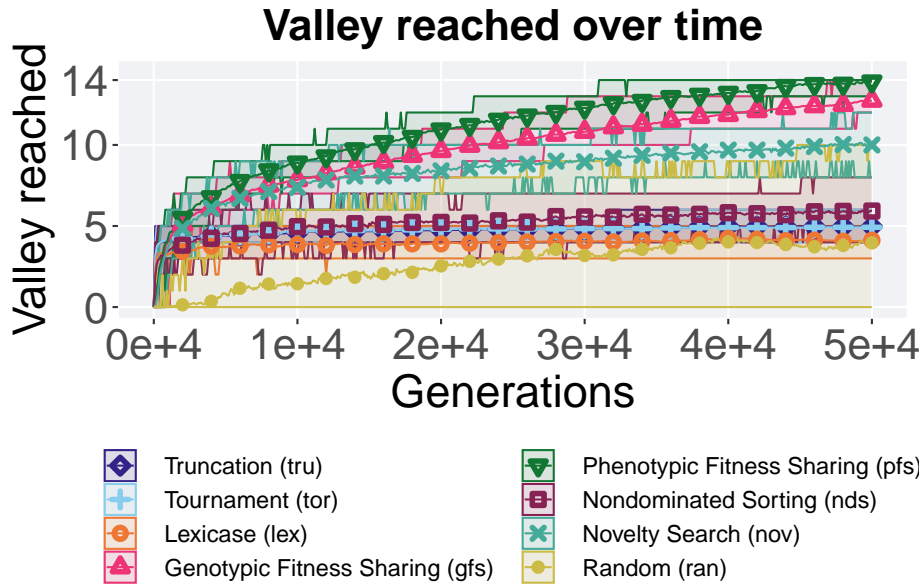 Valley reached over time
Valley reached
14
10
5
0
0e+4 1e+4 2e+4 3e+4 4e+4 5e+4
Generations
Truncation (tru)
Tournament (tor)
Lexicase (lex)
Genotypic Fitness Sharing (gfs)
Phenotypic Fitness Sharing (pfs)
Nondominated Sorting (nds)
Novelty Search (nov)
Random (ran)